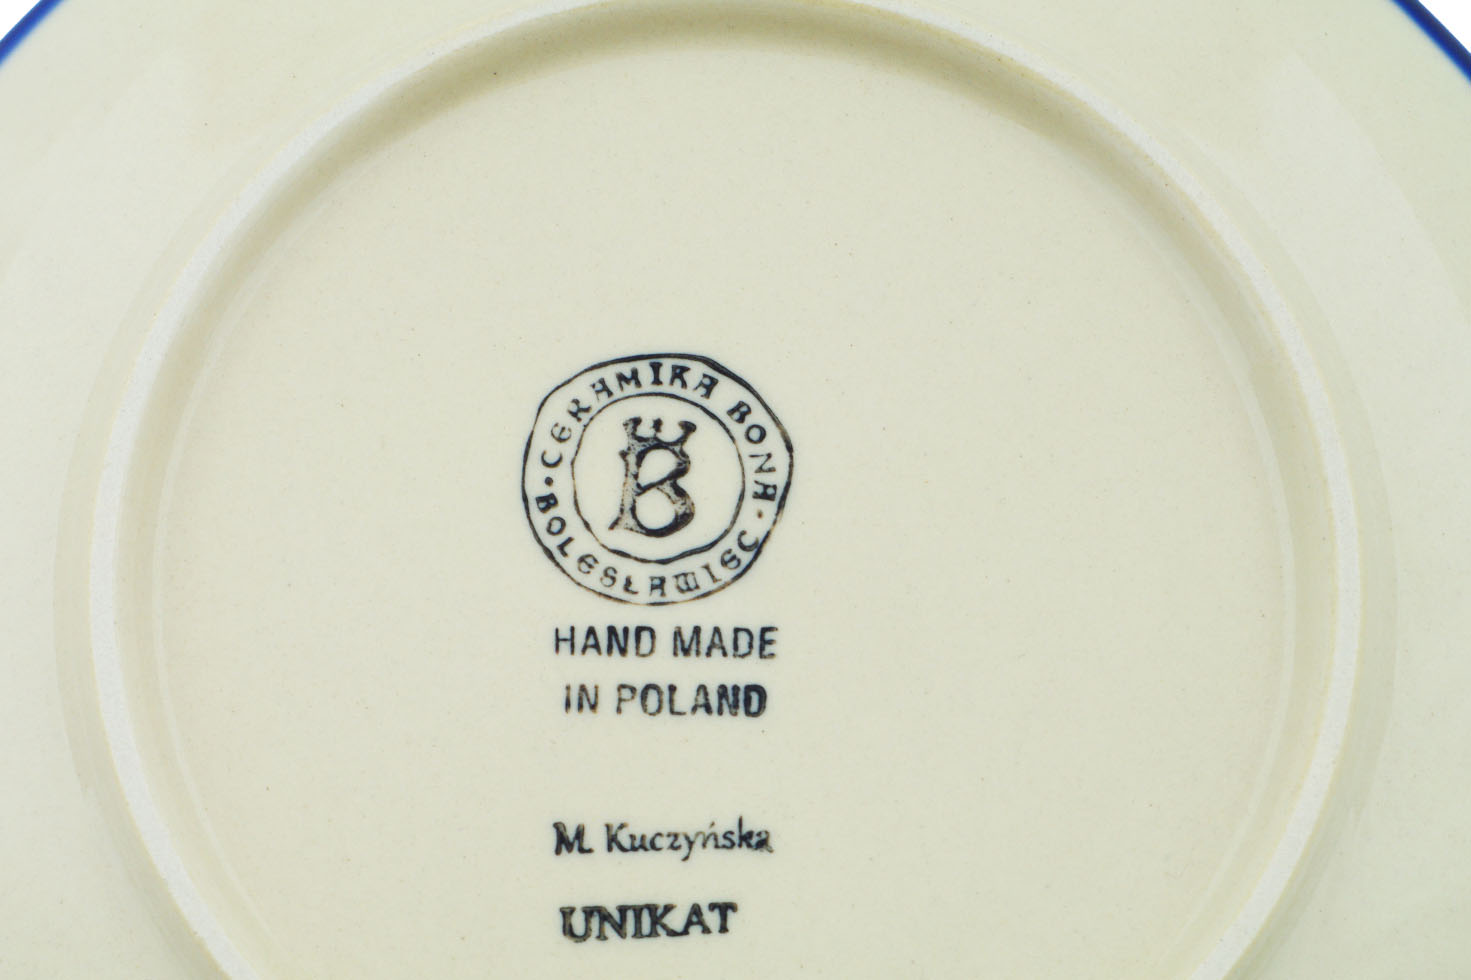 CERAMIKA BONA
B
BOLESŁAWIEC
HAND MADE
IN POLAND
M. Kuczyńska
UNIKAT